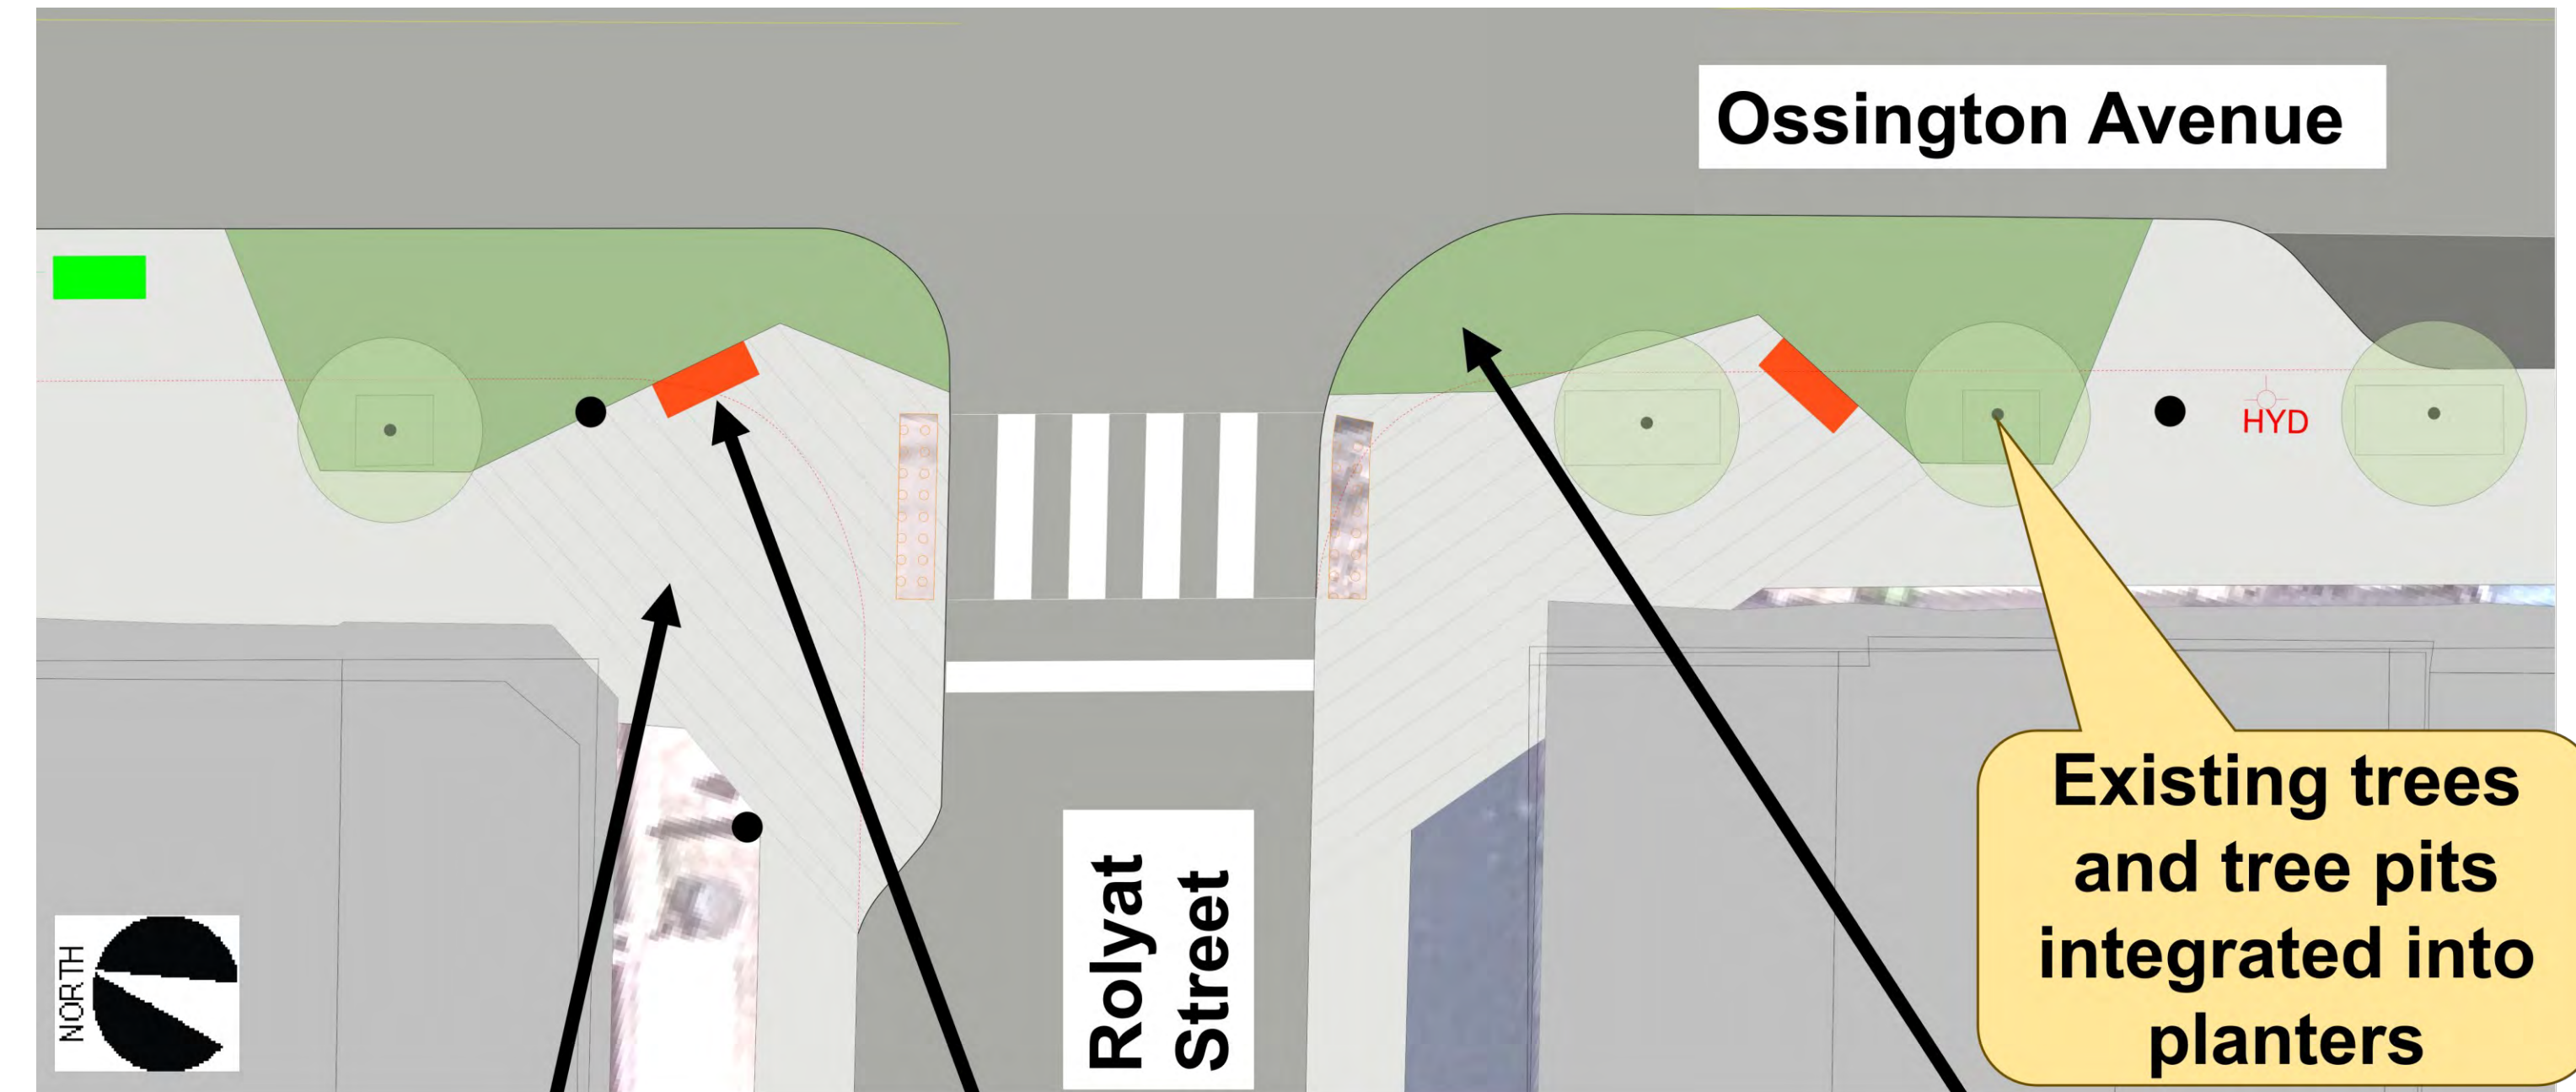 Ossington Avenue
HYD
Rolyat
Street
NORTH
Existing trees
and tree pits
integrated into
planters